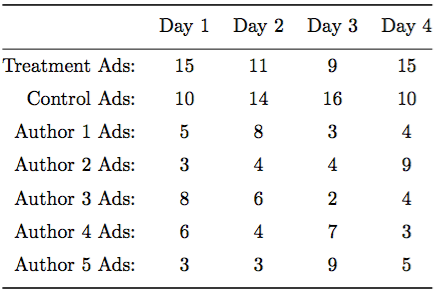 Day 1 Day 2 Day 3 Day 4
Treatment Ads: 15 11 9 15
Control Ads: 10 14 16 10
Author 1 Ads: 5 8 3 4
Author 2 Ads: 3 4 4 9
Author 3 Ads: 8 6 2 4
Author 4 Ads: 6 4 7 3
Author 5 Ads: 3 3 9 5